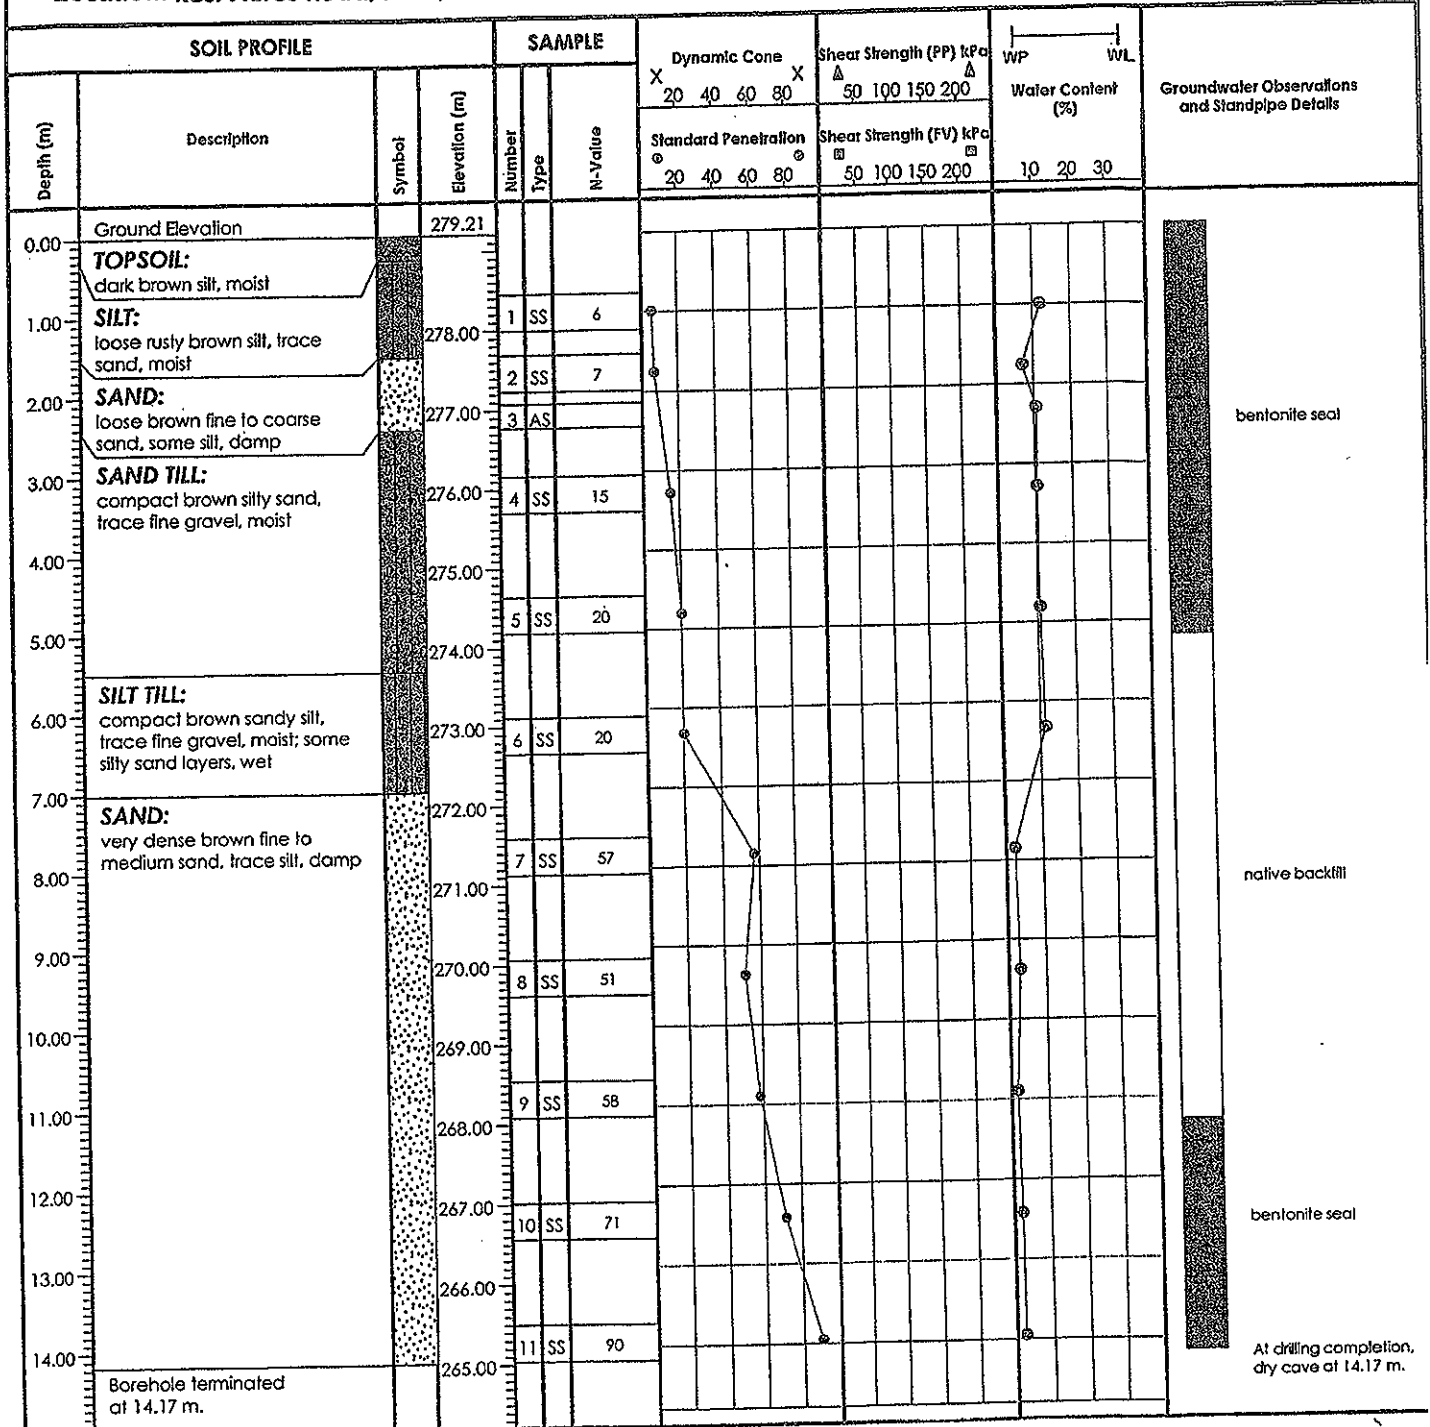 SOIL PROFILE
SAMPLE
Depth (m)
Description
Symbol
Elevation (m)
Number
Type
N-Value
Dynamic Cone
X X
20 40 60 80
Standard Penetration
20 40 60 80
Shear Strength (PP) kPa
50 100 150 200
Shear Strength (FV) kPa
50 100 150 200
WP WL
Water Content
(%)
10 20 30
Groundwater Observations
and Standpipe Details
Ground Elevation 279.21
0.00
TOPSOIL:
dark brown silt, moist
1.00
SILT:
loose rusty brown silt, trace
sand, moist
278.00
1 SS 6
2 SS 7
2.00
SAND:
loose brown fine to coarse
sand, some silt, damp
277.00
3 AS
bentonite seal
3.00
SAND TILL:
compact brown silty sand,
trace fine gravel, moist
276.00
4 SS 15
4.00
275.00
5 SS 20
5.00
274.00
SILT TILL:
compact brown sandy silt,
trace fine gravel, moist; some
silty sand layers, wet
6.00
273.00
6 SS 20
7.00
272.00
SAND:
very dense brown fine to
medium sand, trace silt, damp
7 SS 57
8.00
271.00
native backfill
9.00
270.00
8 SS 51
10.00
269.00
9 SS 58
11.00
268.00
12.00
267.00
10 SS 71
bentonite seal
13.00
266.00
11 SS 90
14.00
265.00
At drilling completion,
dry cave at 14.17 m.
Borehole terminated
at 14.17 m.